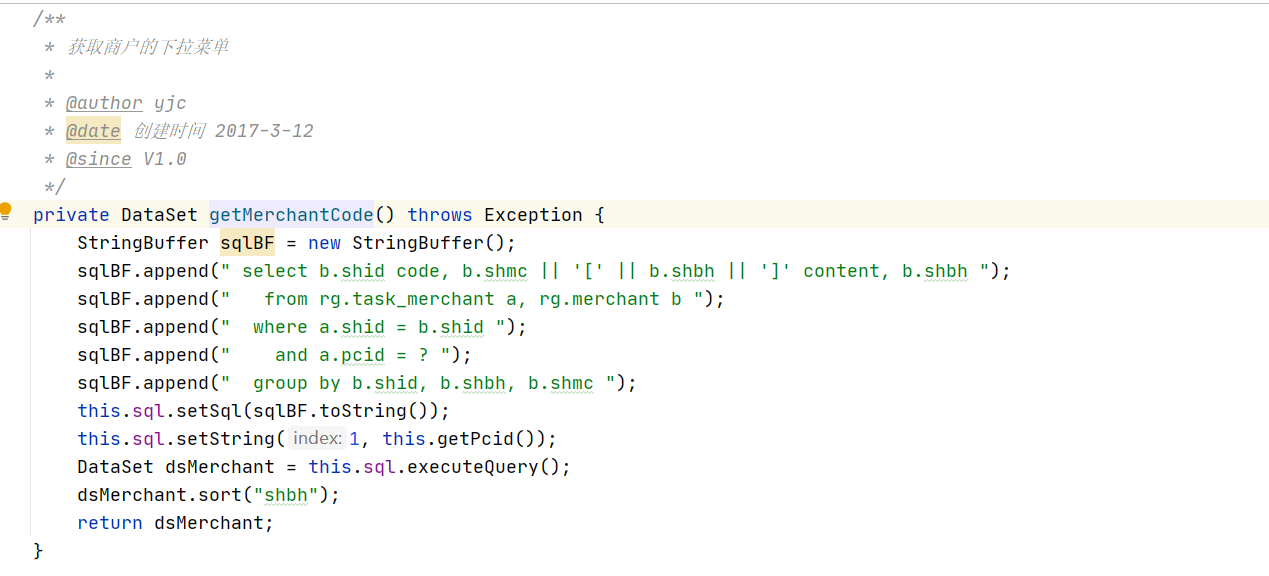 /**
 * 获取商户的下拉菜单
 *
 * @author yjc
 * @date 创建时间 2017-3-12
 * @since V1.0
 */
private DataSet getMerchantCode() throws Exception {
    StringBuffer sqlBF = new StringBuffer();
    sqlBF.append(" select b.shid code, b.shmc || '[' || b.shbh || ']' content, b.shbh ");
    sqlBF.append("   from rg.task_merchant a, rg.merchant b ");
    sqlBF.append("  where a.shid = b.shid ");
    sqlBF.append("    and a.pcid = ? ");
    sqlBF.append("  group by b.shid, b.shbh, b.shmc ");
    this.sql.setSql(sqlBF.toString());
    this.sql.setString( index: 1, this.getPcid());
    DataSet dsMerchant = this.sql.executeQuery();
    dsMerchant.sort("shbh");
    return dsMerchant;
}